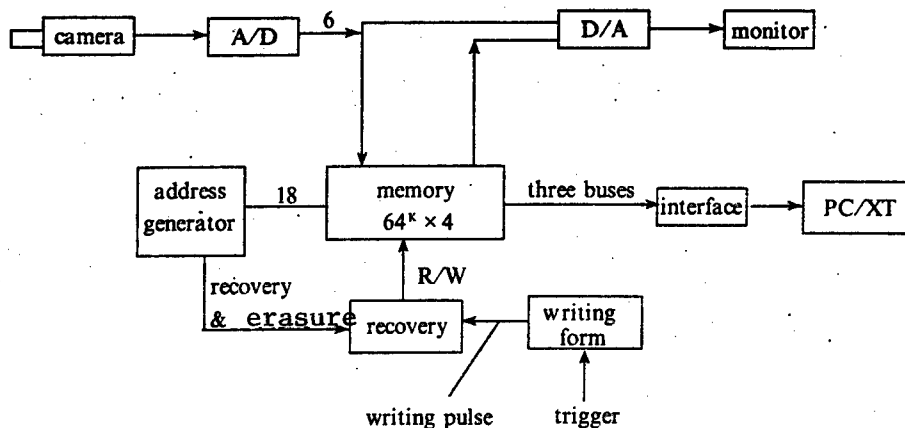 camera
A/D
6
D/A
monitor
address
generator
18
memory
64ᴷ × 4
three buses
interface
PC/XT
R/W
recovery
& erasure
recovery
writing
form
writing pulse
trigger